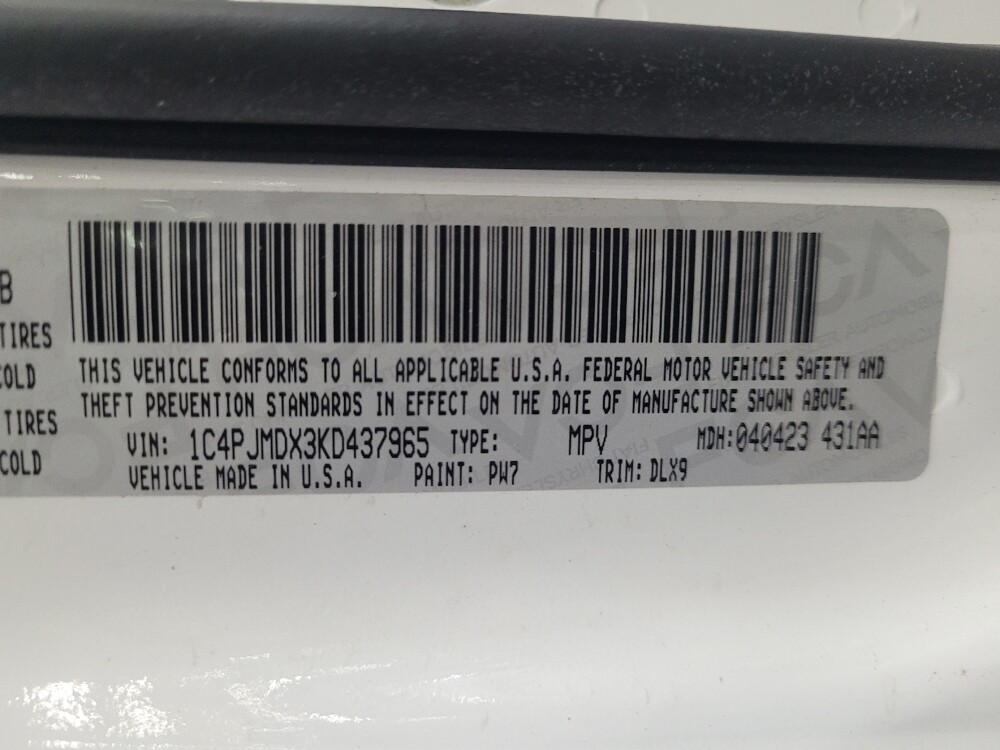 B
TIRES
COLD
TIRES
COLD
THIS VEHICLE CONFORMS TO ALL APPLICABLE U.S.A. FEDERAL MOTOR VEHICLE SAFETY AND
THEFT PREVENTION STANDARDS IN EFFECT ON THE DATE OF MANUFACTURE SHOWN ABOVE.
VIN: 1C4PJMDX3KD437965 TYPE: MPV MDH: 040423 431AA
VEHICLE MADE IN U.S.A. PAINT: PW7 TRIM: DLX9